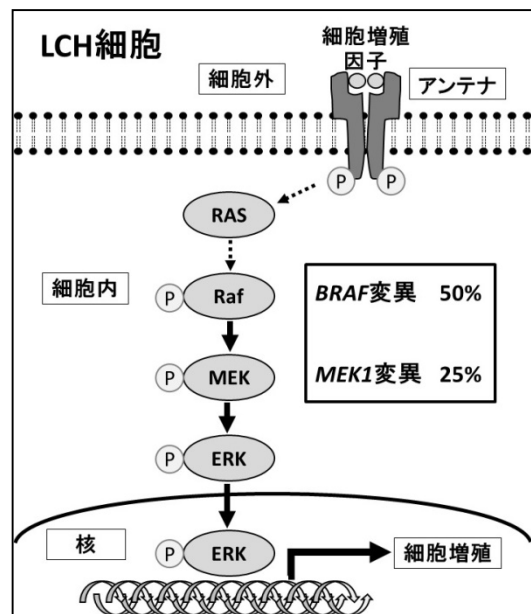 LCH細胞
細胞増殖
因子
細胞外
アンテナ
P
P
RAS
細胞内
P
Raf
BRAF変異 50%
P
MEK
MEK1変異 25%
P
ERK
核
P
ERK
細胞増殖